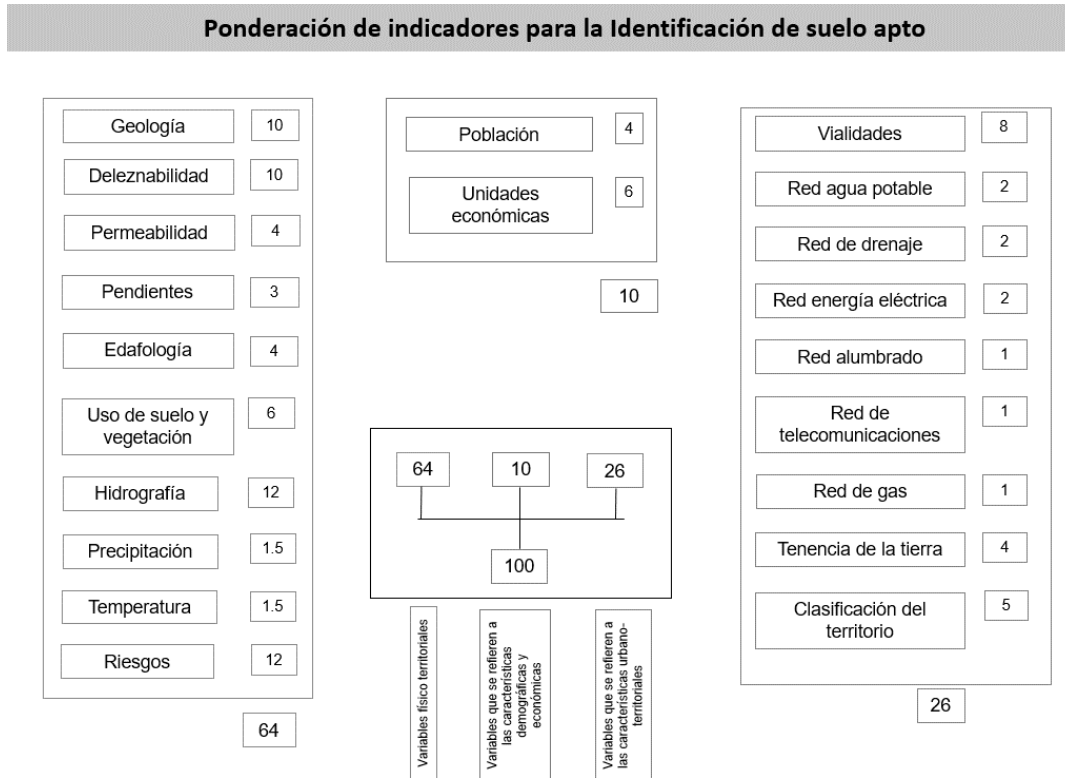 Ponderación de indicadores para la Identificación de suelo apto
Geología
10
Deleznabilidad
10
Permeabilidad
4
Pendientes
3
Edafología
4
Uso de suelo y
vegetación
6
Hidrografía
12
Precipitación
1.5
Temperatura
1.5
Riesgos
12
64
Población
4
Unidades
económicas
6
10
64
10
26
100
Variables físico territoriales
Variables que se refieren a
las características
demográficas y
económicas
Variables que se refieren a
las características urbano-
territoriales
Vialidades
8
Red agua potable
2
Red de drenaje
2
Red energía eléctrica
2
Red alumbrado
1
Red de
telecomunicaciones
1
Red de gas
1
Tenencia de la tierra
4
Clasificación del
territorio
5
26